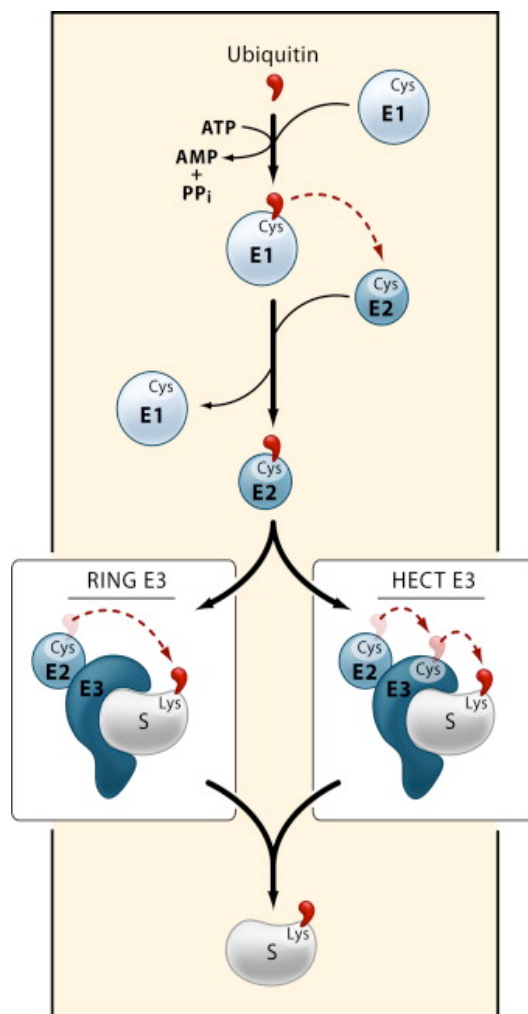 Ubiquitin
Cys
E1
ATP
AMP
+
PPi
Cys
E1
Cys
E2
Cys
E1
Cys
E2
RING E3
Cys
E2
E3
Lys
S
HECT E3
Cys
E2
Cys
E3
Lys
S
Lys
S